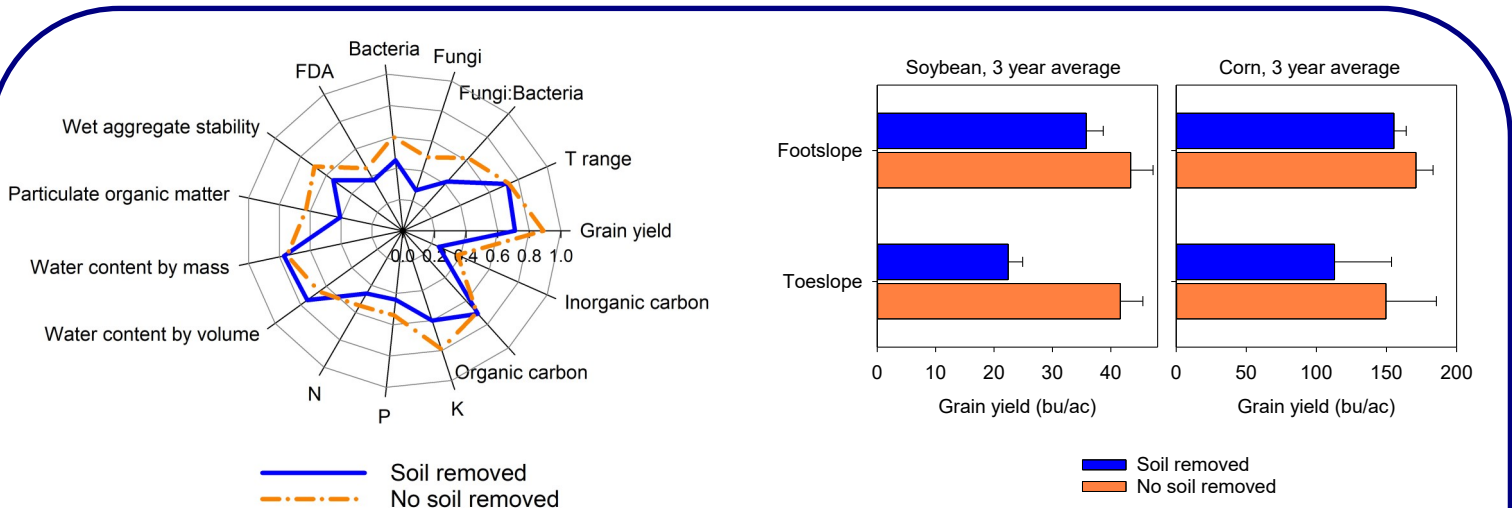 Bacteria
Fungi
FDA
Fungi:Bacteria
Wet aggregate stability
T range
Particulate organic matter
Grain yield
0.0 0.2 0.4 0.6 0.8 1.0
Water content by mass
Inorganic carbon
Water content by volume
Organic carbon
N
P
K
Soil removed
No soil removed
Soybean, 3 year average
Corn, 3 year average
Footslope
Toeslope
0 10 20 30 40
0 50 100 150 200
Grain yield (bu/ac)
Grain yield (bu/ac)
Soil removed
No soil removed